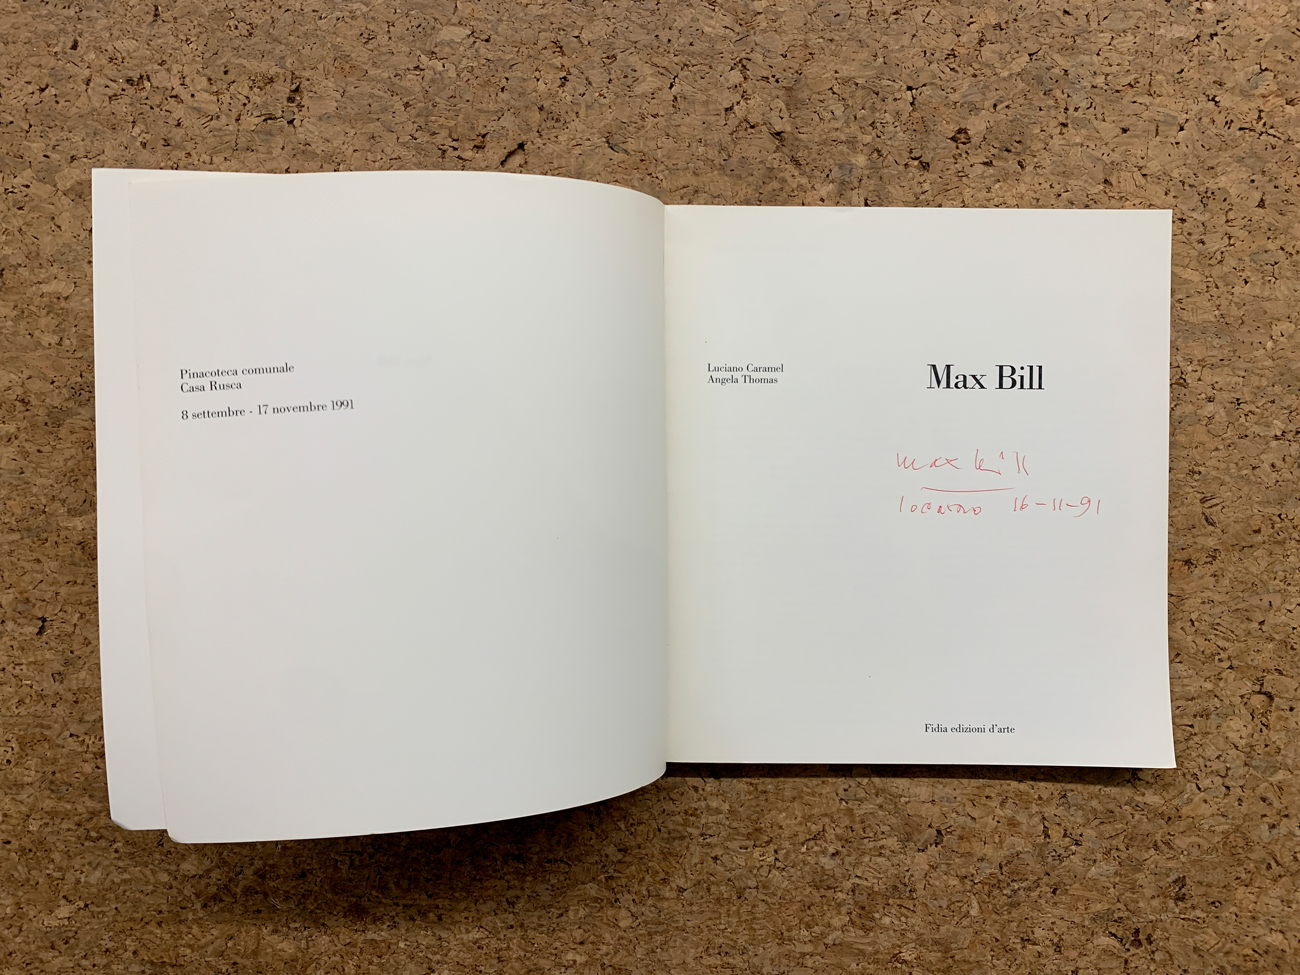 Pinacoteca comunale
Casa Rusca
8 settembre - 17 novembre 1991
Luciano Caramel
Angela Thomas
Max Bill
max bill
locarno 16-11-91
Fidia edizioni d'arte